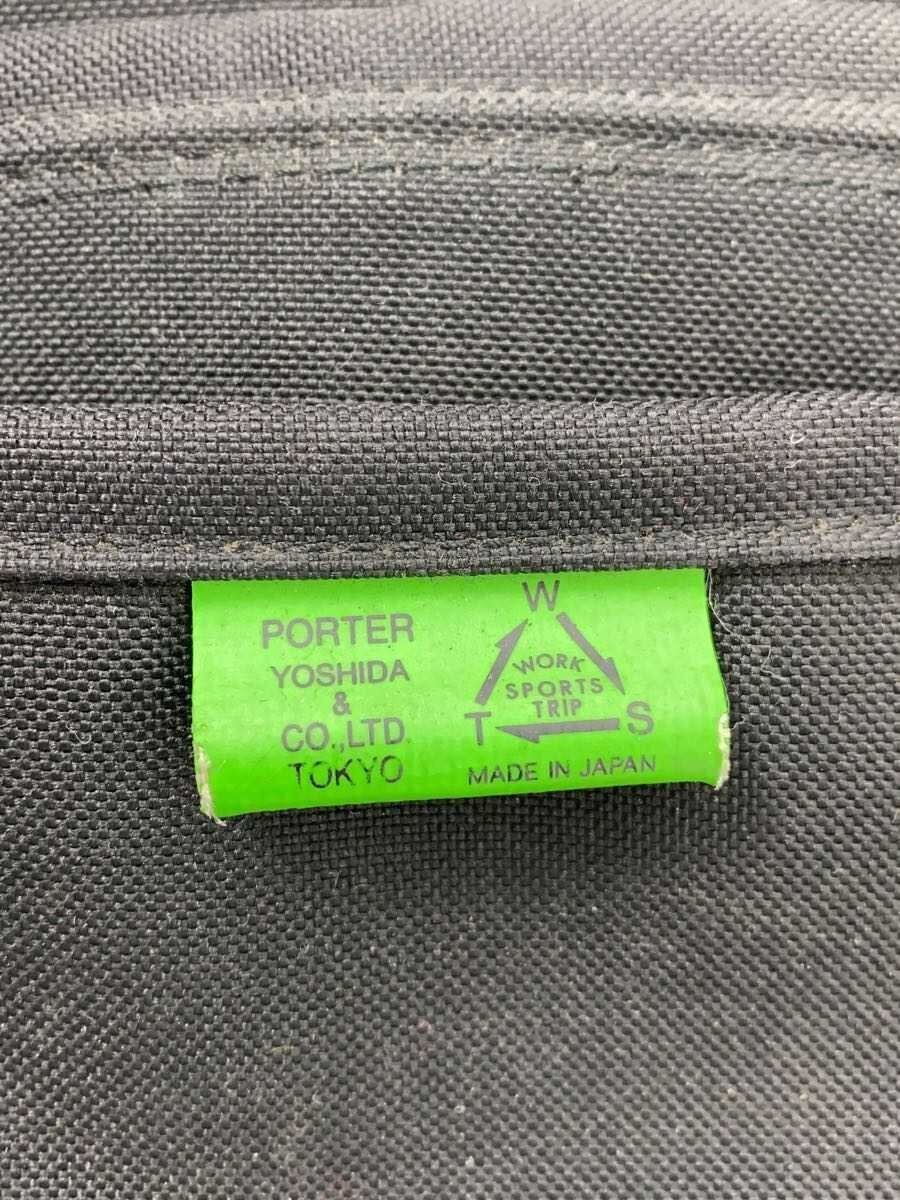 PORTER
YOSHIDA
&
CO.,LTD.
TOKYO
W
WORK
SPORTS
TRIP
T S
MADE IN JAPAN